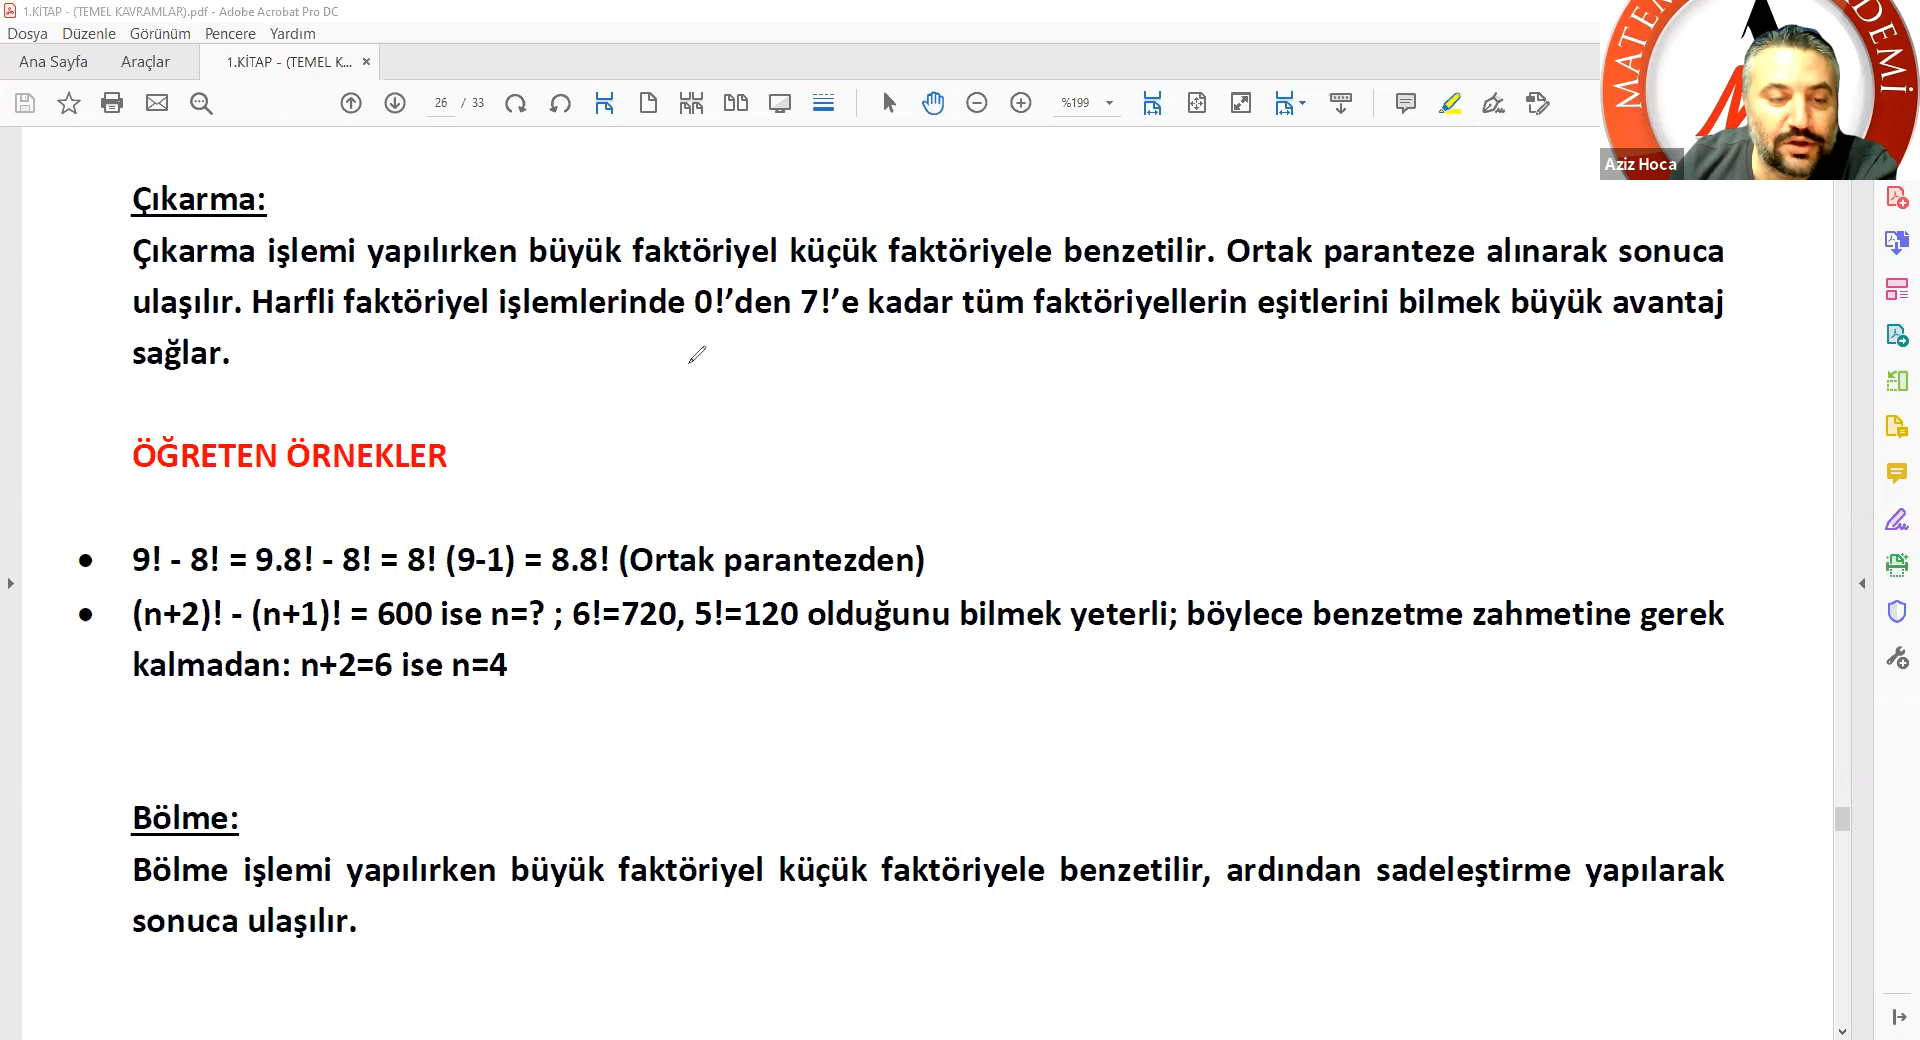 1.KİTAP - (TEMEL KAVRAMLAR).pdf - Adobe Acrobat Pro DC
Dosya Düzenle Görünüm Pencere Yardım
Ana Sayfa Araçlar 1.KİTAP - (TEMEL K... ×
26 / 33 %199
Aziz Hoca
Çıkarma:
Çıkarma işlemi yapılırken büyük faktöriyel küçük faktöriyele benzetilir. Ortak paranteze alınarak sonuca
ulaşılır. Harfli faktöriyel işlemlerinde 0!’den 7!’e kadar tüm faktöriyellerin eşitlerini bilmek büyük avantaj
sağlar.
ÖĞRETEN ÖRNEKLER
• 9! - 8! = 9.8! - 8! = 8! (9-1) = 8.8! (Ortak parantezden)
• (n+2)! - (n+1)! = 600 ise n=? ; 6!=720, 5!=120 olduğunu bilmek yeterli; böylece benzetme zahmetine gerek
kalmadan: n+2=6 ise n=4
Bölme:
Bölme işlemi yapılırken büyük faktöriyel küçük faktöriyele benzetilir, ardından sadeleştirme yapılarak
sonuca ulaşılır.